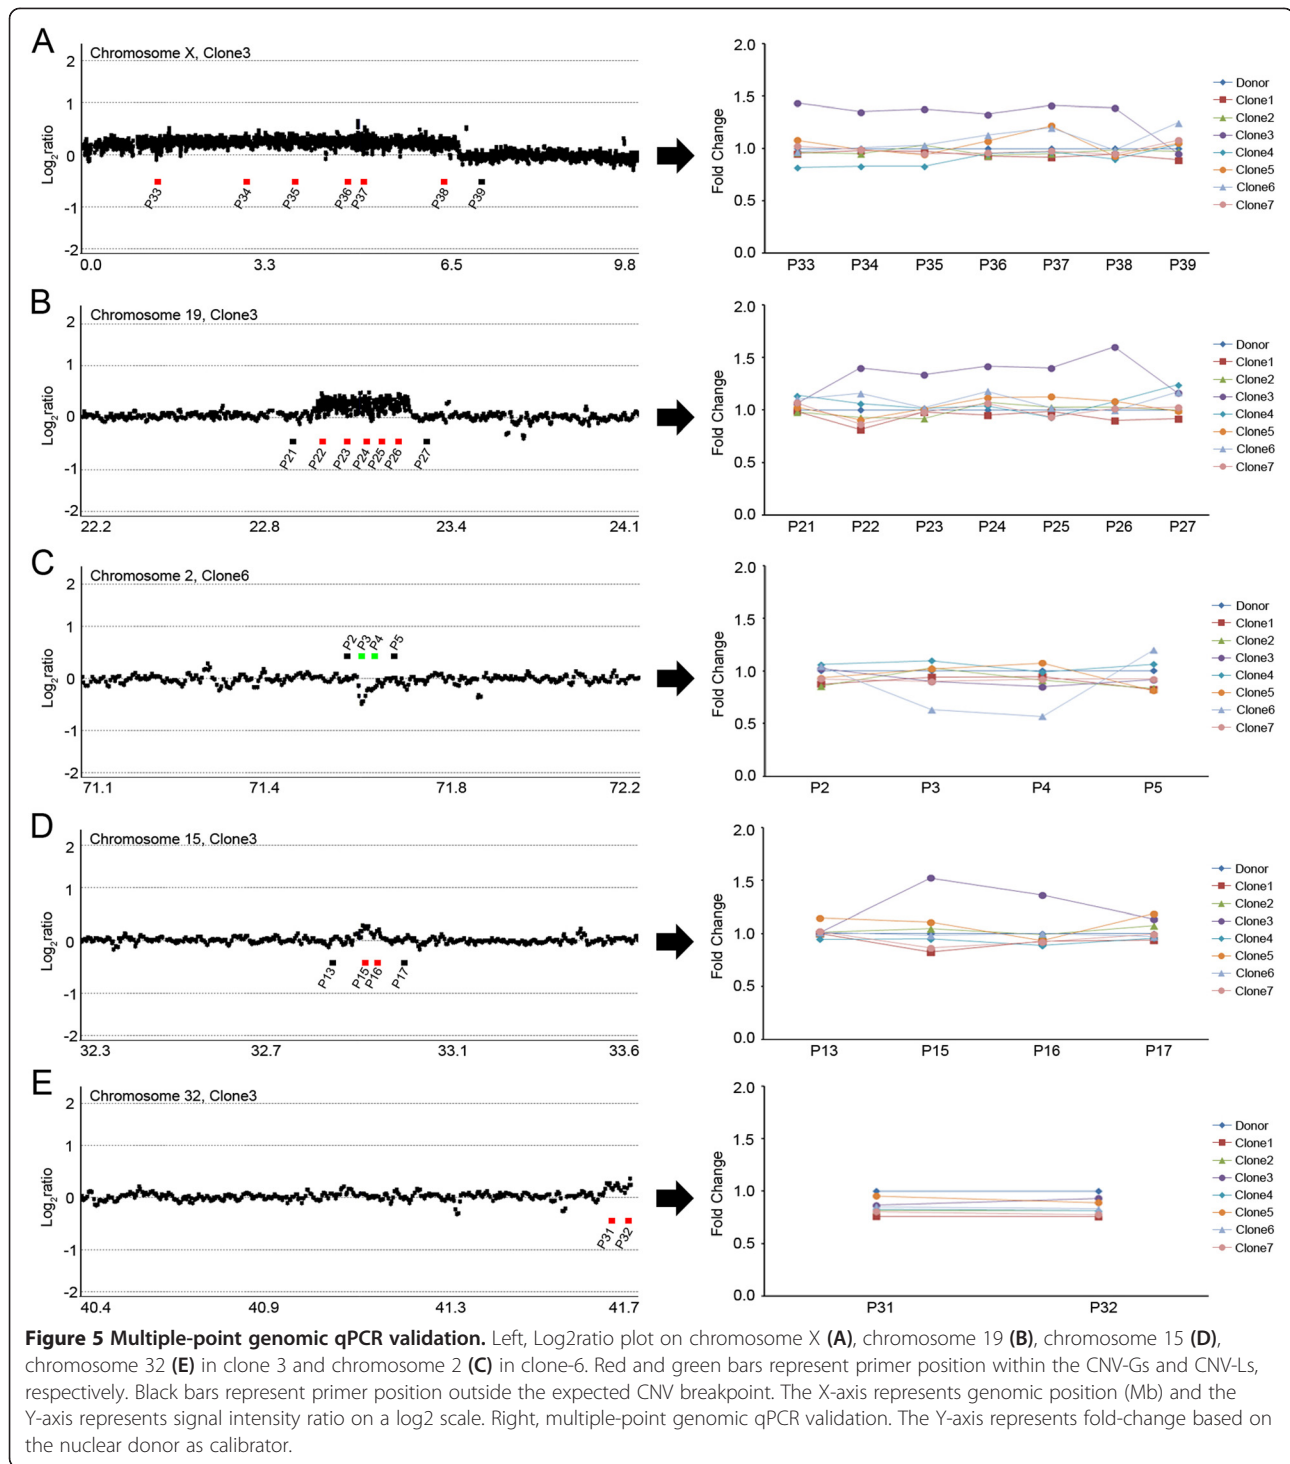 A
Chromosome X, Clone3
2
1
0
-1
-2
Log2ratio
P33
P34
P35
P36
P37
P38
P39
0.0 3.3 6.5 9.8
2.0
1.5
1.0
0.5
0.0
Fold Change
P33 P34 P35 P36 P37 P38 P39
Donor
Clone1
Clone2
Clone3
Clone4
Clone5
Clone6
Clone7
B
Chromosome 19, Clone3
2
1
0
-1
-2
Log2ratio
P21
P22
P23
P24
P25
P26
P27
22.2 22.8 23.4 24.1
2.0
1.5
1.0
0.5
0.0
Fold Change
P21 P22 P23 P24 P25 P26 P27
Donor
Clone1
Clone2
Clone3
Clone4
Clone5
Clone6
Clone7
C
Chromosome 2, Clone6
2
1
0
-1
-2
Log2ratio
P2
P3
P4
P5
71.1 71.4 71.8 72.2
2.0
1.5
1.0
0.5
0.0
Fold Change
P2 P3 P4 P5
Donor
Clone1
Clone2
Clone3
Clone4
Clone5
Clone6
Clone7
D
Chromosome 15, Clone3
2
1
0
-1
-2
Log2ratio
P13
P15
P16
P17
32.3 32.7 33.1 33.6
2.0
1.5
1.0
0.5
0.0
Fold Change
P13 P15 P16 P17
Donor
Clone1
Clone2
Clone3
Clone4
Clone5
Clone6
Clone7
E
Chromosome 32, Clone3
2
1
0
-1
-2
Log2ratio
P31
P32
40.4 40.9 41.3 41.7
2.0
1.5
1.0
0.5
0.0
Fold Change
P31 P32
Donor
Clone1
Clone2
Clone3
Clone4
Clone5
Clone6
Clone7
Figure 5 Multiple-point genomic qPCR validation. Left, Log2ratio plot on chromosome X (A), chromosome 19 (B), chromosome 15 (D),
chromosome 32 (E) in clone 3 and chromosome 2 (C) in clone-6. Red and green bars represent primer position within the CNV-Gs and CNV-Ls,
respectively. Black bars represent primer position outside the expected CNV breakpoint. The X-axis represents genomic position (Mb) and the
Y-axis represents signal intensity ratio on a log2 scale. Right, multiple-point genomic qPCR validation. The Y-axis represents fold-change based on
the nuclear donor as calibrator.